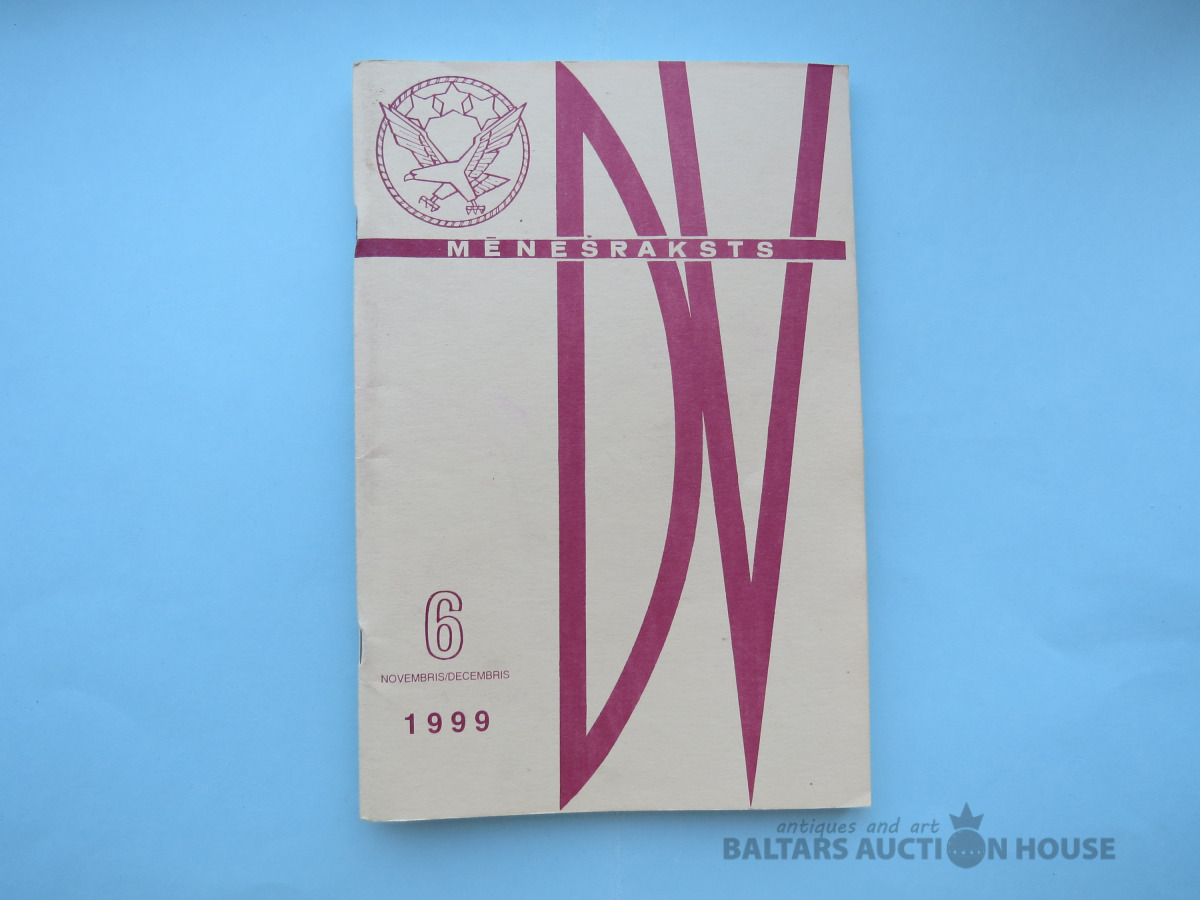 DV
MĒNEŠRAKSTS
6
NOVEMBRIS/DECEMBRIS
1999
antiques and art
BALTARS AUCTION HOUSE